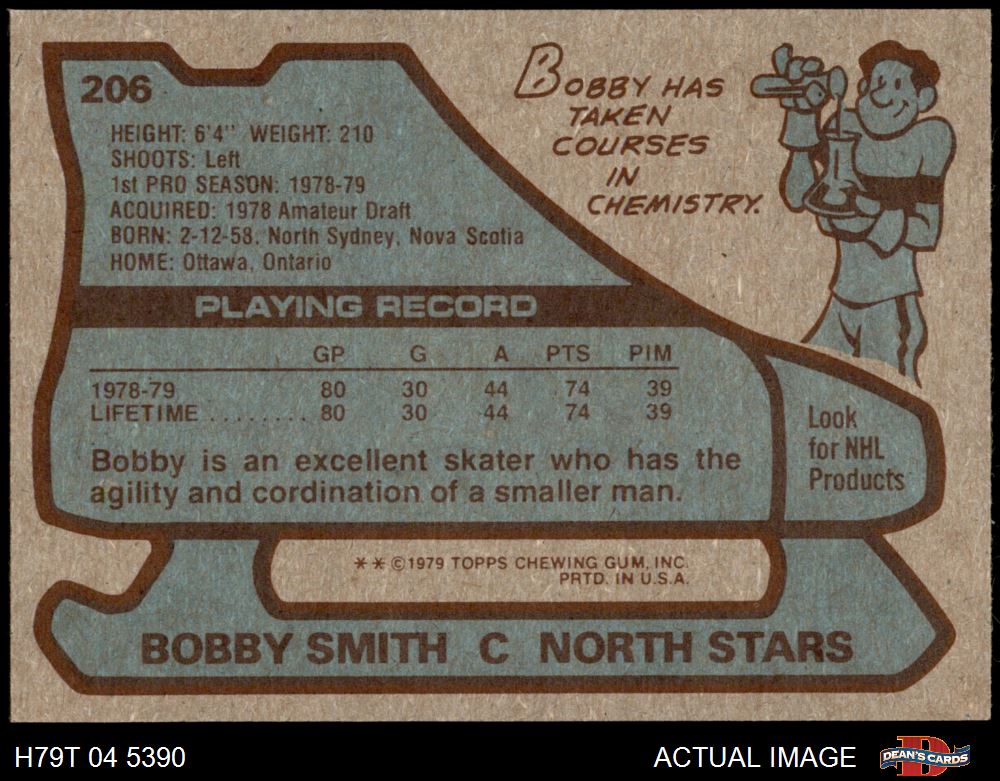 206
HEIGHT: 6'4" WEIGHT: 210
SHOOTS: Left
1st PRO SEASON: 1978-79
ACQUIRED: 1978 Amateur Draft
BORN: 2-12-58, North Sydney, Nova Scotia
HOME: Ottawa, Ontario
BOBBY HAS
TAKEN
COURSES
IN
CHEMISTRY.
PLAYING RECORD
GP G A PTS PIM
1978-79 80 30 44 74 39
LIFETIME ........ 80 30 44 74 39
Bobby is an excellent skater who has the
agility and cordination of a smaller man.
Look
for NHL
Products
** ©1979 TOPPS CHEWING GUM, INC.
PRTD. IN U.S.A.
BOBBY SMITH C NORTH STARS
H79T 04 5390
ACTUAL IMAGE
D
DEAN'S CARDS